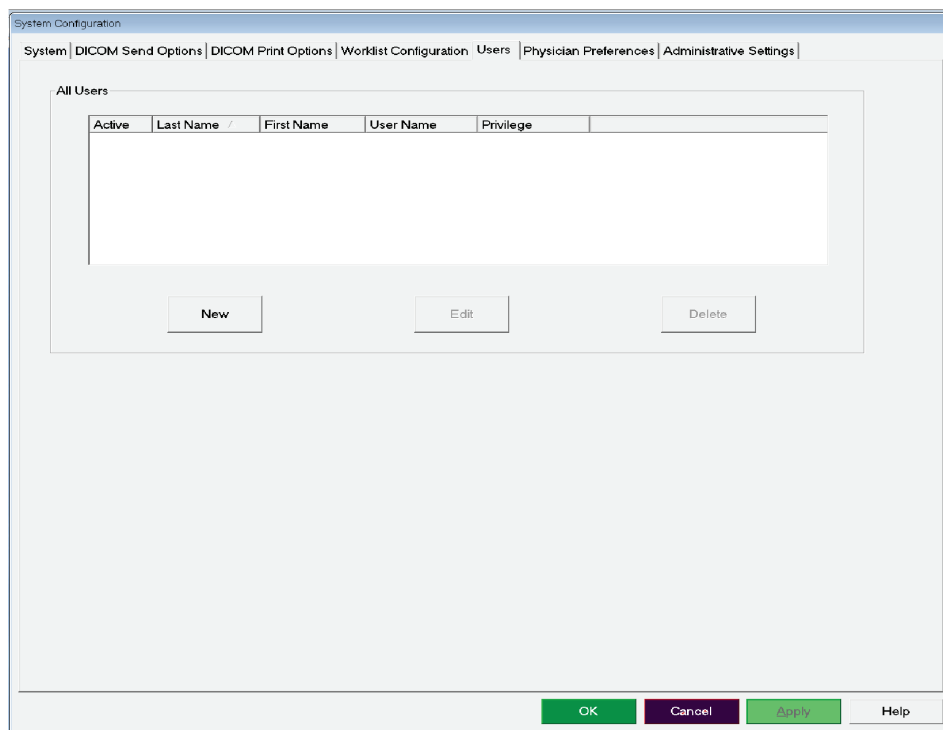 System Configuration
System DICOM Send Options DICOM Print Options Worklist Configuration Users Physician Preferences Administrative Settings
All Users
Active Last Name First Name User Name Privilege
New Edit Delete
OK Cancel Apply Help